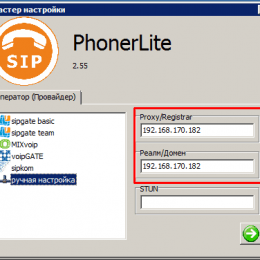 астер настройки
PhonerLite
SIP
2.55
ператор (Провайдер)
sipgate basic
sipgate team
MIXvoip
voipGATE
sipkom
ручная настройка
Proxy/Registrar
192.168.170.182
Реалм/Домен
192.168.170.182
STUN